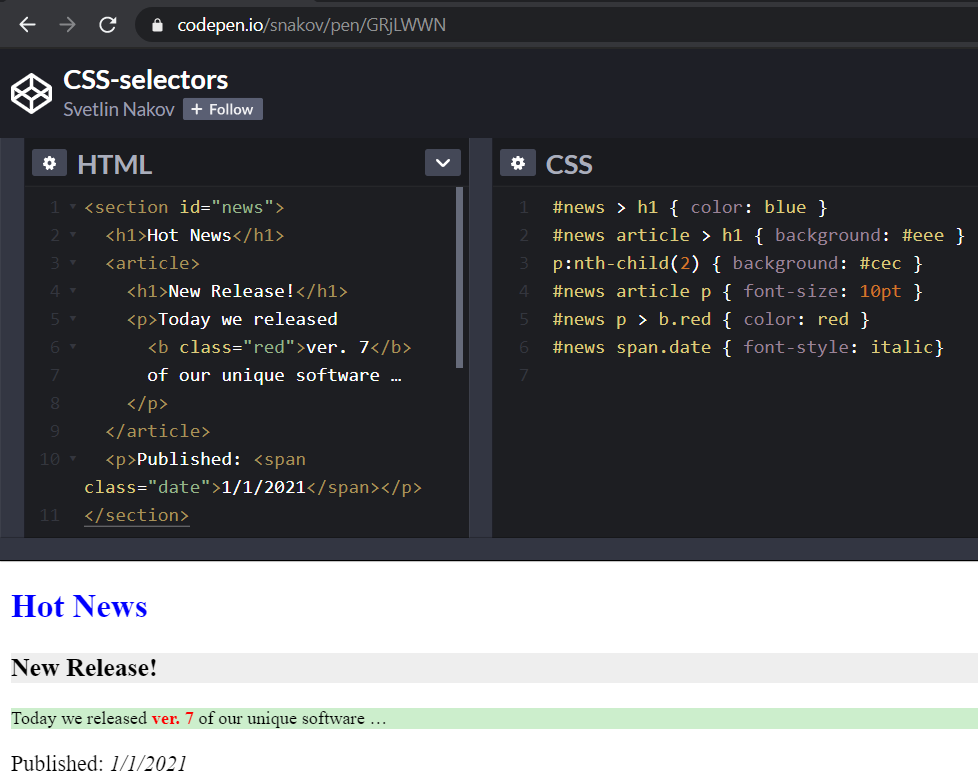 codepen.io/snakov/pen/GRjLWWN
CSS-selectors
Svetlin Nakov + Follow
HTML
1 <section id="news">
2 <h1>Hot News</h1>
3 <article>
4 <h1>New Release!</h1>
5 <p>Today we released
6 <b class="red">ver. 7</b>
7 of our unique software …
8 </p>
9 </article>
10 <p>Published: <span
class="date">1/1/2021</span></p>
11 </section>
CSS
1 #news > h1 { color: blue }
2 #news article > h1 { background: #eee }
3 p:nth-child(2) { background: #cec }
4 #news article p { font-size: 10pt }
5 #news p > b.red { color: red }
6 #news span.date { font-style: italic}
7
Hot News
New Release!
Today we released ver. 7 of our unique software …
Published: 1/1/2021